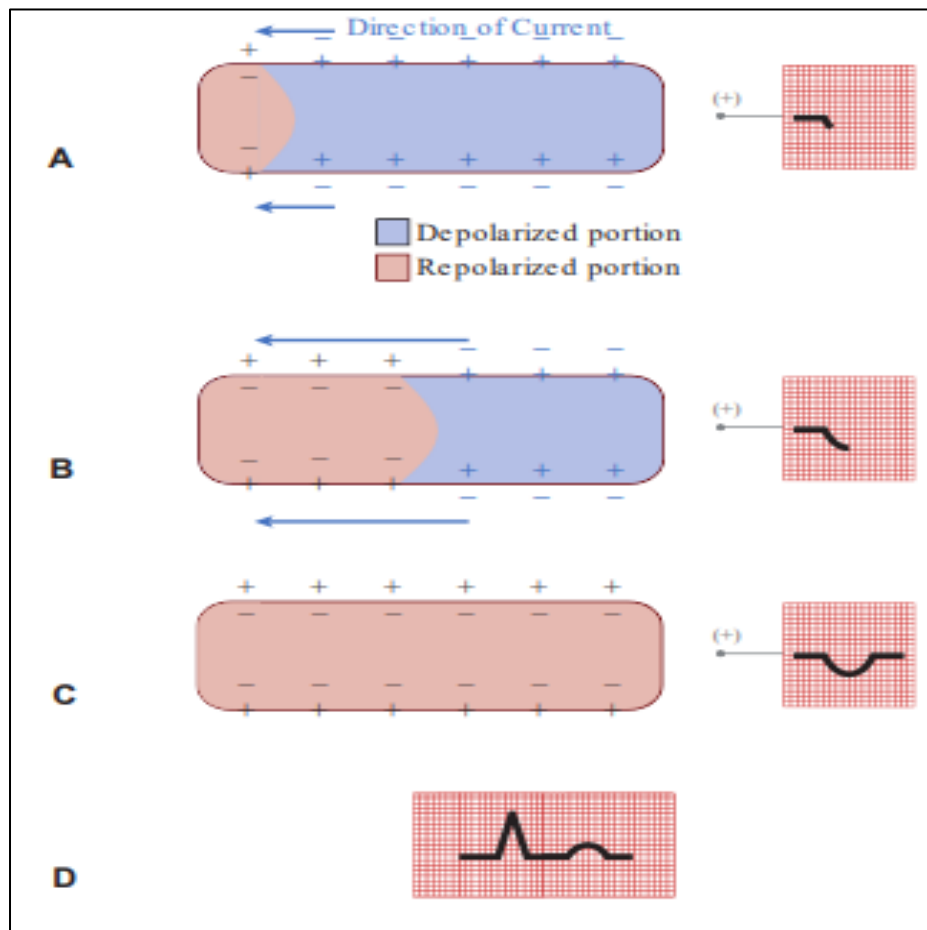 Direction of Current
+ – – – – –
– + + + + +
(+)
A
– + + + + +
+ – – – – –
Depolarized portion
Repolarized portion
+ + + – – –
– – – + + +
(+)
B
– – – + + +
+ + + – – –
+ + + + + +
– – – – – –
(+)
C
– – – – – –
+ + + + + +
D